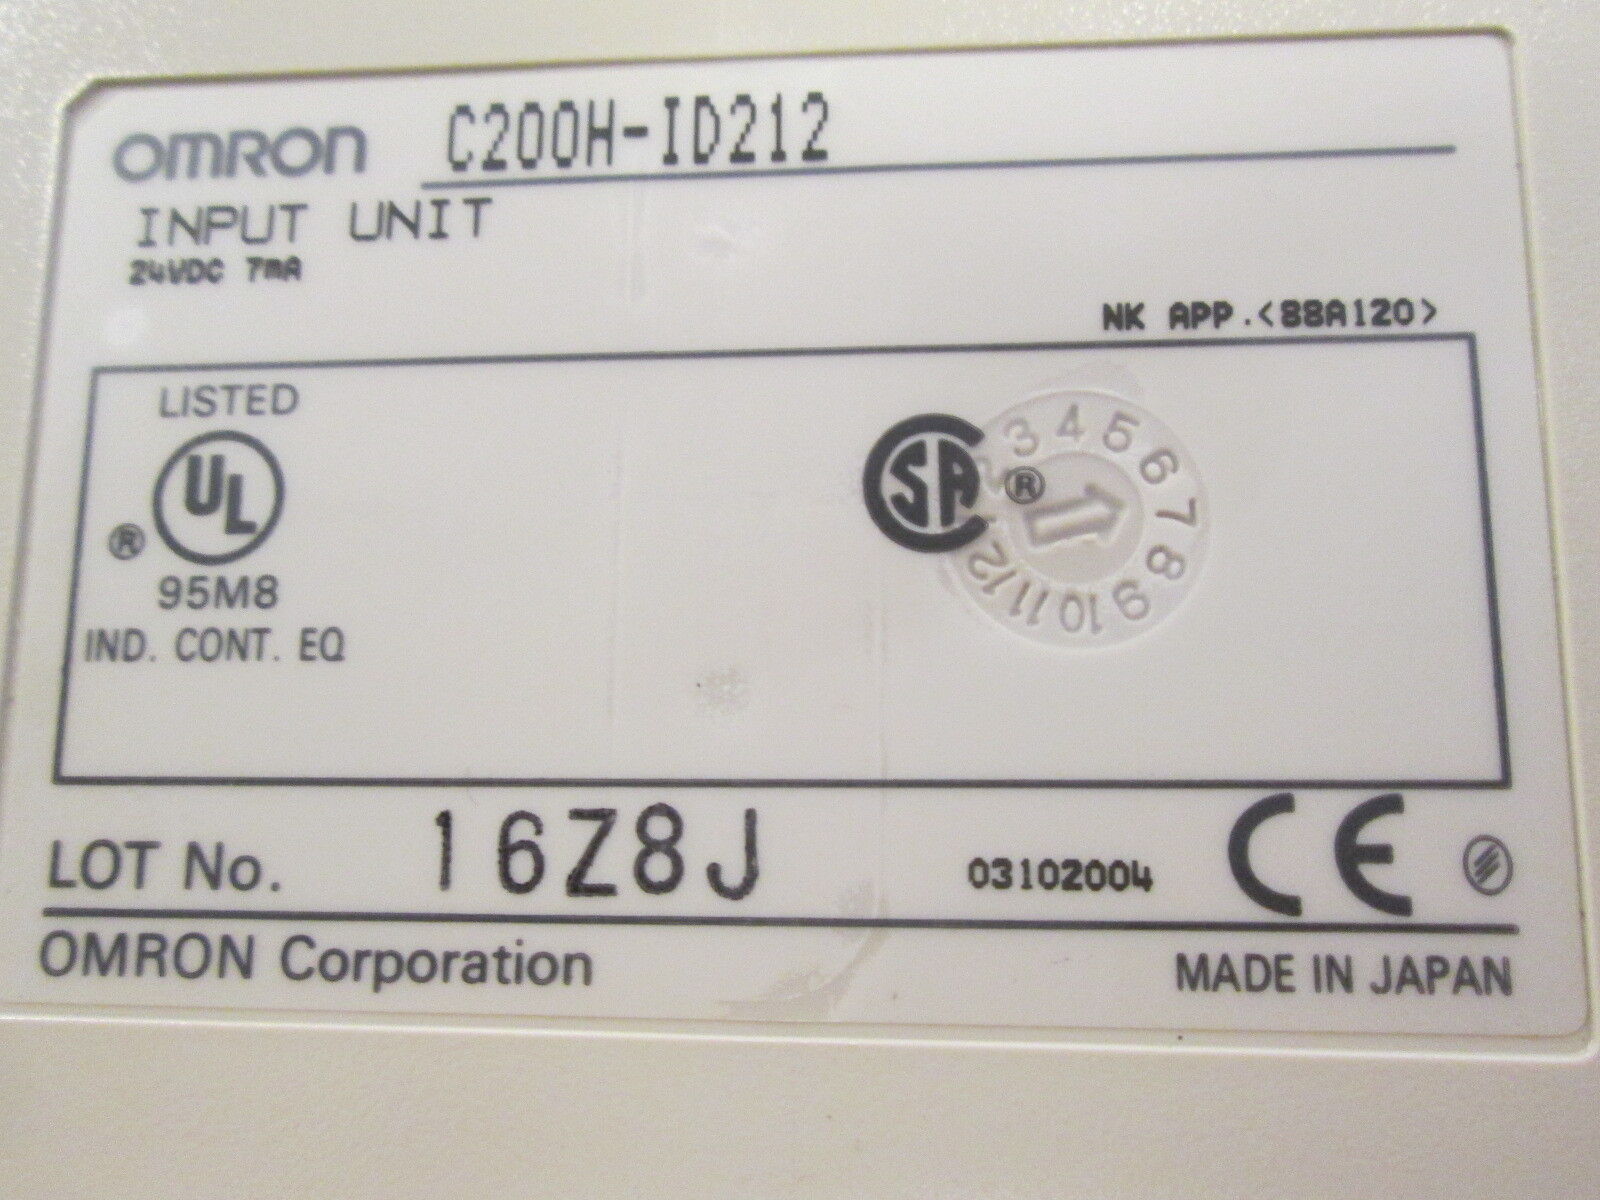 OMRON C200H-ID212
INPUT UNIT
24VDC 7mA
NK APP.<88A120>
LISTED
UL
®
95M8
IND. CONT. EQ
CSA ®
3 4 5 6 7 8 9 10 11 12
LOT No. 16Z8J
03102004 CE
OMRON Corporation
MADE IN JAPAN